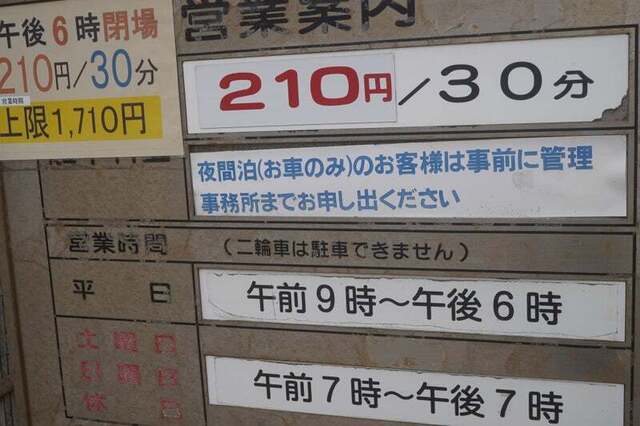 営業案内
午後6時閉場
210円/30分
営業時間
上限1,710円
210円/30分
夜間泊(お車のみ)のお客様は事前に管理
事務所までお申し出ください
営業時間 (二輪車は駐車できません)
平日
午前9時～午後6時
土曜日
日曜日
休日
午前7時～午後7時